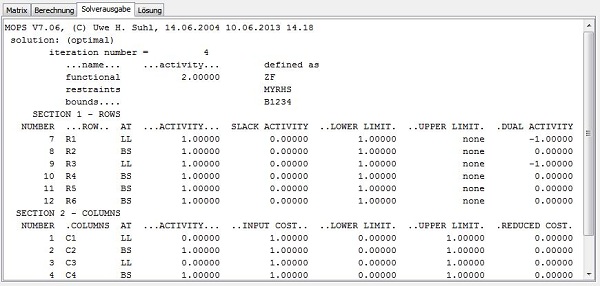 Matrix Berechnung Solverausgabe Lösung
MOPS V7.06, (C) Uwe H. Suhl, 14.06.2004 10.06.2013 14.18
solution: (optimal)
iteration number = 4
...name... ...activity... defined as
functional 2.00000 ZF
restraints MYRHS
bounds.... B1234
SECTION 1 - ROWS
NUMBER ...ROW.. AT ...ACTIVITY... SLACK ACTIVITY ..LOWER LIMIT. ..UPPER LIMIT. .DUAL ACTIVITY
7 R1 LL 1.00000 0.00000 1.00000 none -1.00000
8 R2 BS 1.00000 0.00000 1.00000 none 0.00000
9 R3 LL 1.00000 0.00000 1.00000 none -1.00000
10 R4 BS 1.00000 0.00000 1.00000 none 0.00000
11 R5 BS 1.00000 0.00000 1.00000 none 0.00000
12 R6 BS 1.00000 0.00000 1.00000 none 0.00000
SECTION 2 - COLUMNS
NUMBER .COLUMNS AT ...ACTIVITY... ..INPUT COST.. ..LOWER LIMIT. ..UPPER LIMIT. .REDUCED COST.
1 C1 LL 0.00000 1.00000 0.00000 1.00000 0.00000
2 C2 BS 1.00000 1.00000 0.00000 1.00000 0.00000
3 C3 LL 0.00000 1.00000 0.00000 1.00000 0.00000
4 C4 BS 1.00000 1.00000 0.00000 1.00000 0.00000